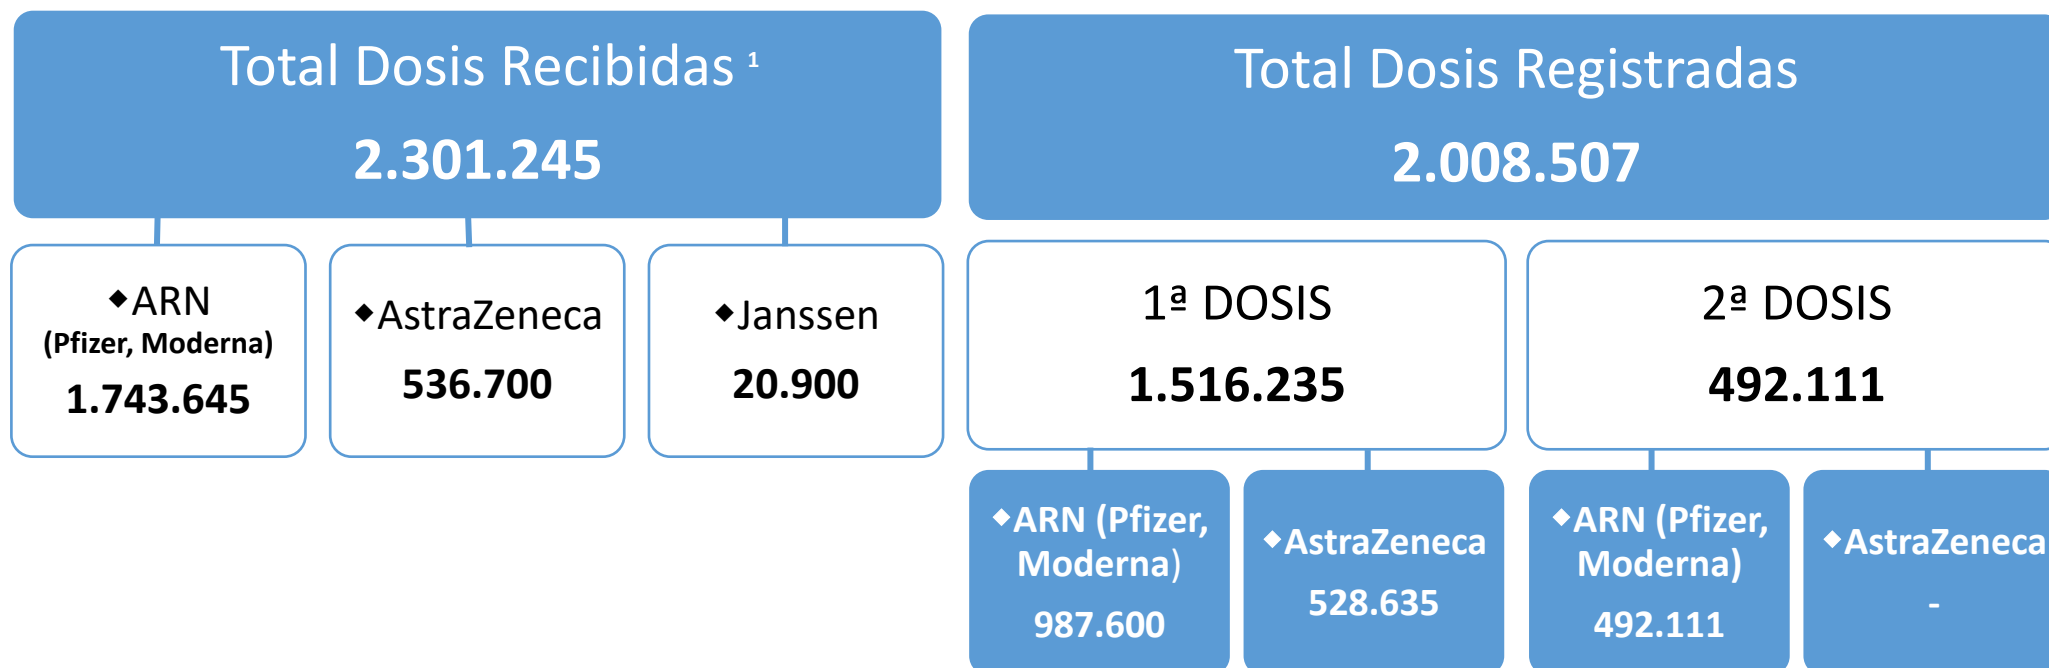 Total Dosis Recibidas 1
2.301.245
◆ARN
(Pfizer, Moderna)
1.743.645
◆AstraZeneca
536.700
◆Janssen
20.900
Total Dosis Registradas
2.008.507
1ª DOSIS
1.516.235
2ª DOSIS
492.111
◆ARN (Pfizer,
Moderna)
987.600
◆AstraZeneca
528.635
◆ARN (Pfizer,
Moderna)
492.111
◆AstraZeneca
-